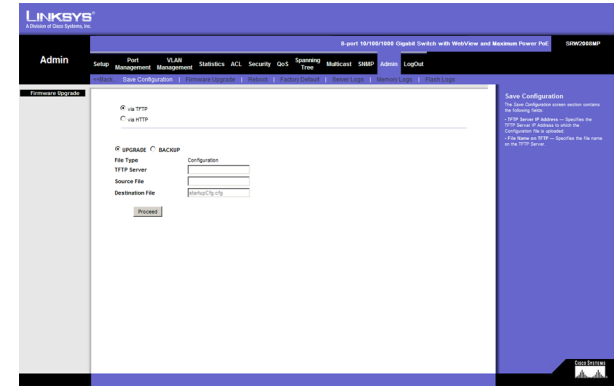 LINKSYS®
A Division of Cisco Systems, Inc.
8-port 10/100/1000 Gigabit Switch with WebView and Maximum Power PoE
SRW2008MP
Admin
Setup Port Management VLAN Management Statistics ACL Security QoS Spanning Tree Multicast SNMP Admin LogOut
<<Back... Save Configuration | Firmware Upgrade | Reboot | Factory Default | Server Logs | Memory Logs | Flash Logs
Firmware Upgrade
via TFTP
via HTTP
UPGRADE BACKUP
File Type Configuration
TFTP Server
Source File
Destination File startupCfg.cfg
Proceed
Save Configuration
The Save Configuration screen section contains
the following fields:
- TFTP Server IP Address — Specifies the
TFTP Server IP Address to which the
Configuration file is uploaded.
- File Name on TFTP — Specifies the file name
on the TFTP Server.
CISCO SYSTEMS